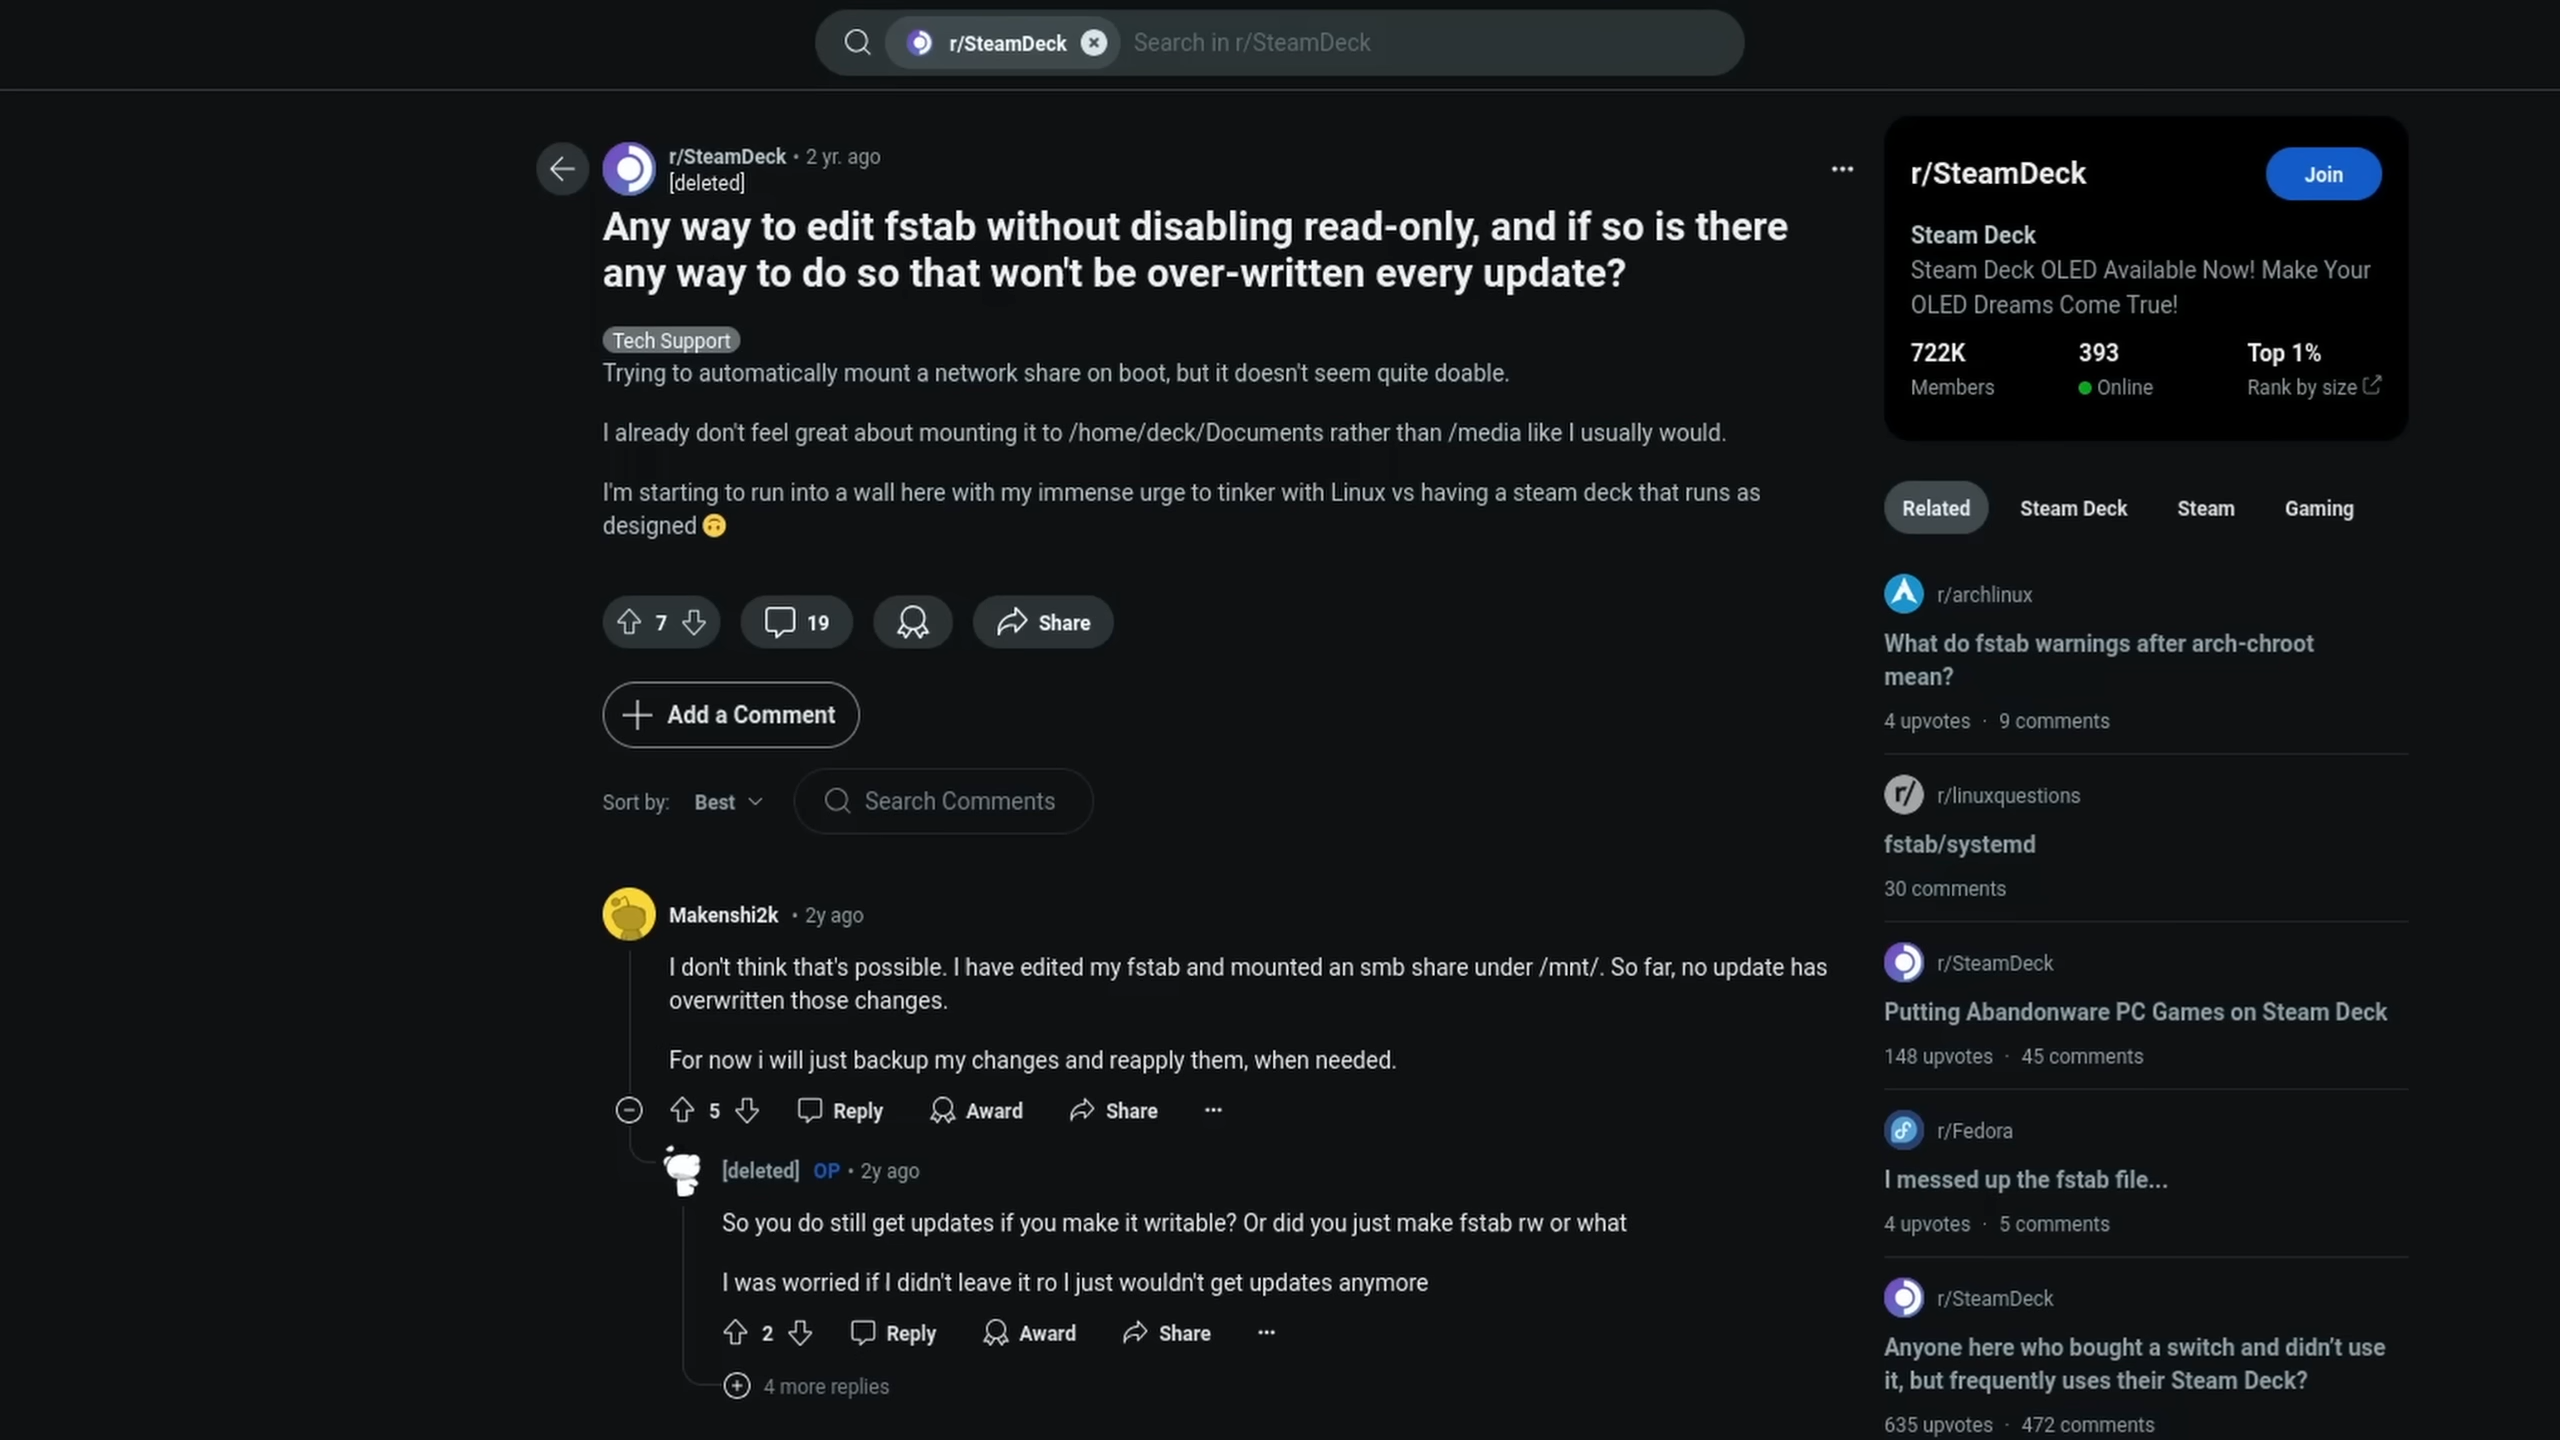 r/SteamDeck
Search in r/SteamDeck
r/SteamDeck • 2 yr. ago
[deleted]
Any way to edit fstab without disabling read-only, and if so is there
any way to do so that won't be over-written every update?
Tech Support
Trying to automatically mount a network share on boot, but it doesn't seem quite doable.
I already don't feel great about mounting it to /home/deck/Documents rather than /media like I usually would.
I'm starting to run into a wall here with my immense urge to tinker with Linux vs having a steam deck that runs as
designed 🙃
7
19
Share
Add a Comment
Sort by:
Best
Search Comments
Makenshi2k • 2y ago
I don't think that's possible. I have edited my fstab and mounted an smb share under /mnt/. So far, no update has
overwritten those changes.
For now i will just backup my changes and reapply them, when needed.
5
Reply
Award
Share
[deleted] OP • 2y ago
So you do still get updates if you make it writable? Or did you just make fstab rw or what
I was worried if I didn't leave it ro I just wouldn't get updates anymore
2
Reply
Award
Share
4 more replies
r/SteamDeck
Join
Steam Deck
Steam Deck OLED Available Now! Make Your
OLED Dreams Come True!
722K
393
Top 1%
Members
Online
Rank by size
Related
Steam Deck
Steam
Gaming
r/archlinux
What do fstab warnings after arch-chroot
mean?
4 upvotes · 9 comments
r/
r/linuxquestions
fstab/systemd
30 comments
r/SteamDeck
Putting Abandonware PC Games on Steam Deck
148 upvotes · 45 comments
r/Fedora
I messed up the fstab file...
4 upvotes · 5 comments
r/SteamDeck
Anyone here who bought a switch and didn’t use
it, but frequently uses their Steam Deck?
635 upvotes · 472 comments